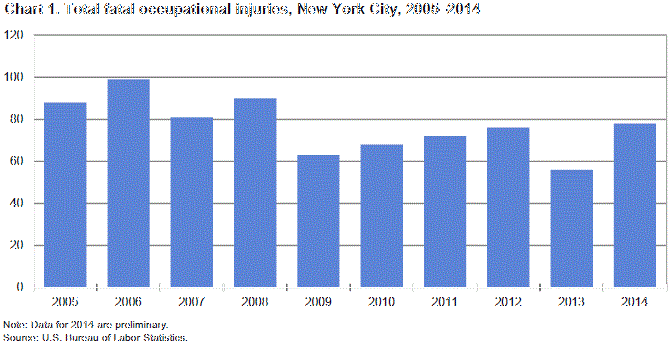 Chart 1. Total fatal occupational injuries, New York City, 2005-2014
120
100
80
60
40
20
0
2005 2006 2007 2008 2009 2010 2011 2012 2013 2014
Note: Data for 2014 are preliminary.
Source: U.S. Bureau of Labor Statistics.